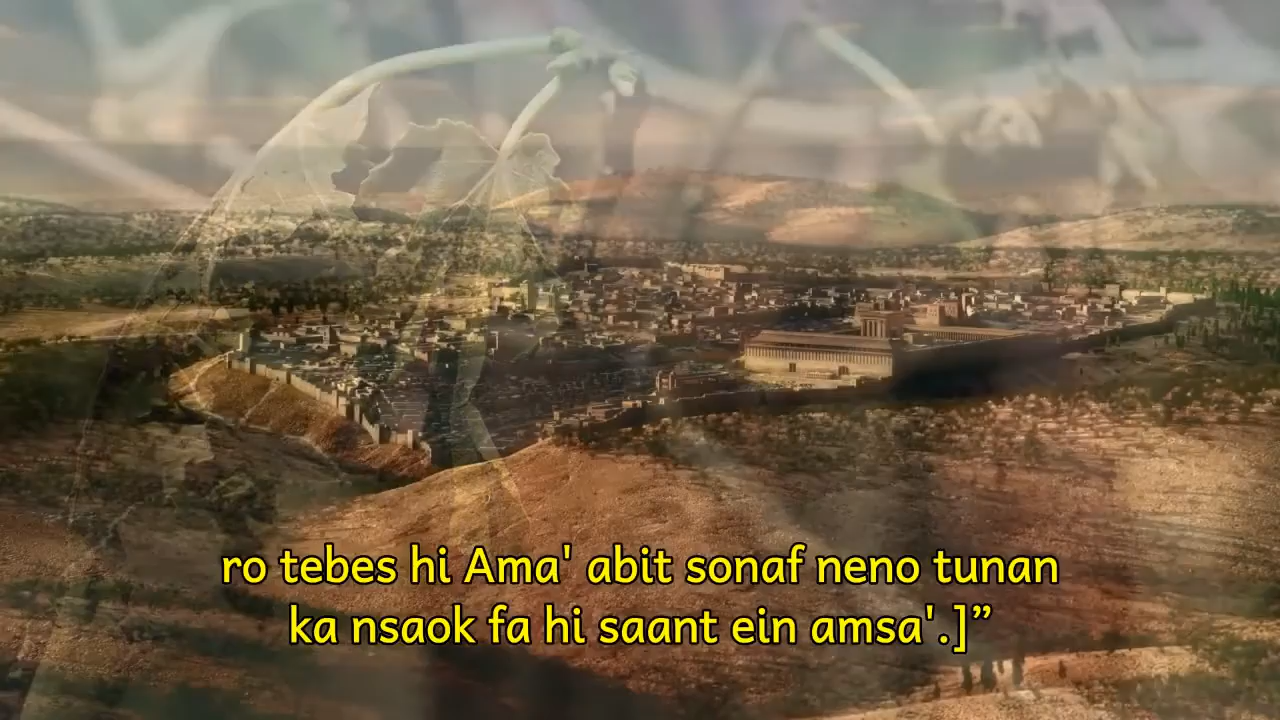 ro tebes hi Ama' abit sonaf neno tunan
ka nsaok fa hi saant ein amsa'.]”